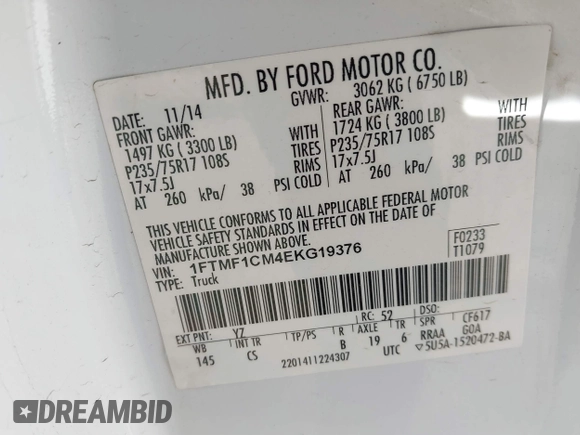 MFD. BY FORD MOTOR CO.
DATE: 11/14 GVWR: 3062 KG ( 6750 LB)
FRONT GAWR: WITH REAR GAWR: WITH
1497 KG ( 3300 LB) TIRES 1724 KG ( 3800 LB) TIRES
P235/75R17 108S RIMS P235/75R17 108S RIMS
17x7.5J 17x7.5J
AT 260 kPa/ 38 PSI COLD AT 260 kPa/ 38 PSI COLD
THIS VEHICLE CONFORMS TO ALL APPLICABLE FEDERAL MOTOR
VEHICLE SAFETY STANDARDS IN EFFECT ON THE DATE OF
MANUFACTURE SHOWN ABOVE.
VIN: 1FTMF1CM4EKG19376 F0233
TYPE: Truck T1079
EXT PNT: YZ RC: 52 DSO:
WB INT TR TP/PS R AXLE TR SPR CF617
145 CS B 19 6 RRAA GOA
2201411224307 UTC ▽5U5A-1520472-BA
DREAMBID